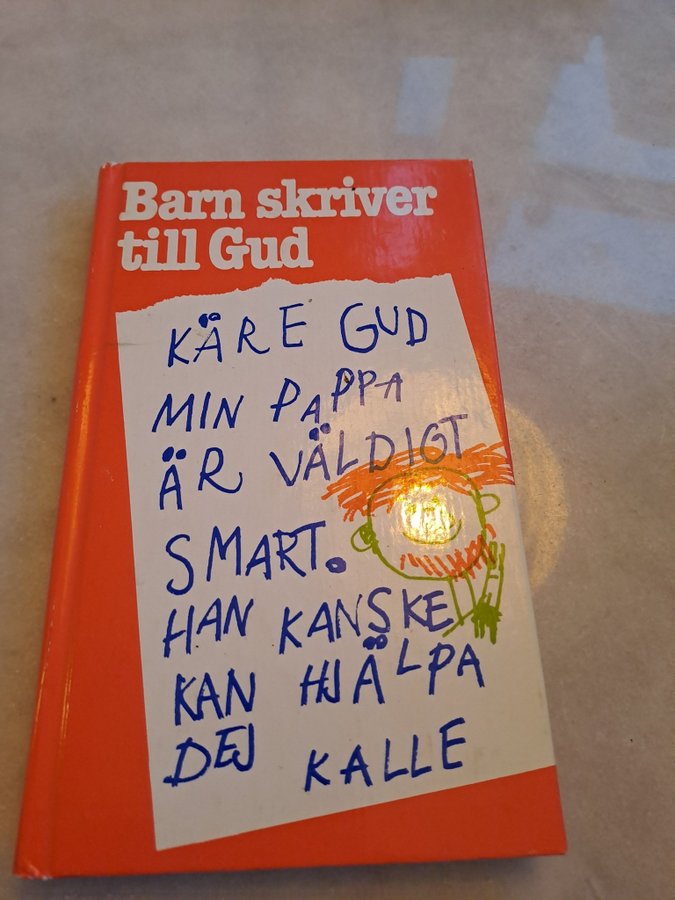 Barn skriver
till Gud
KÄRE GUD
MIN PAPPA
ÄR VÄLDIGT
SMART.
HAN KANSKE
KAN HJÄLPA
DEJ KALLE